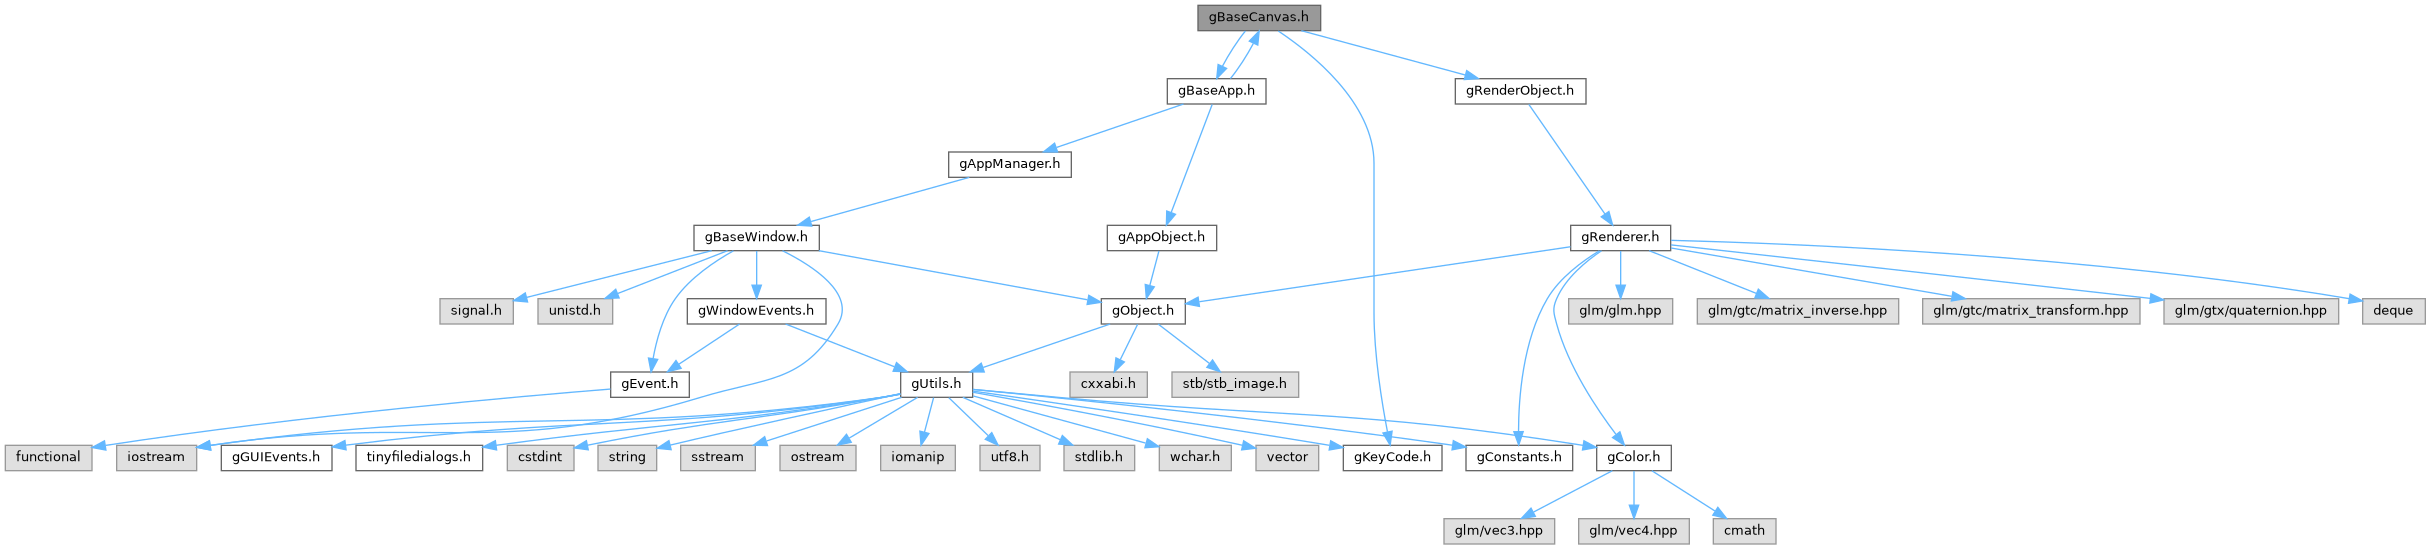 gBaseCanvas.h
gBaseApp.h
gRenderObject.h
gAppManager.h
gBaseWindow.h
gAppObject.h
gRenderer.h
signal.h
unistd.h
gWindowEvents.h
gObject.h
glm/glm.hpp
glm/gtc/matrix_inverse.hpp
glm/gtc/matrix_transform.hpp
glm/gtx/quaternion.hpp
deque
gEvent.h
gUtils.h
cxxabi.h
stb/stb_image.h
functional
iostream
gGUIEvents.h
tinyfiledialogs.h
cstdint
string
sstream
ostream
iomanip
utf8.h
stdlib.h
wchar.h
vector
gKeyCode.h
gConstants.h
gColor.h
glm/vec3.hpp
glm/vec4.hpp
cmath